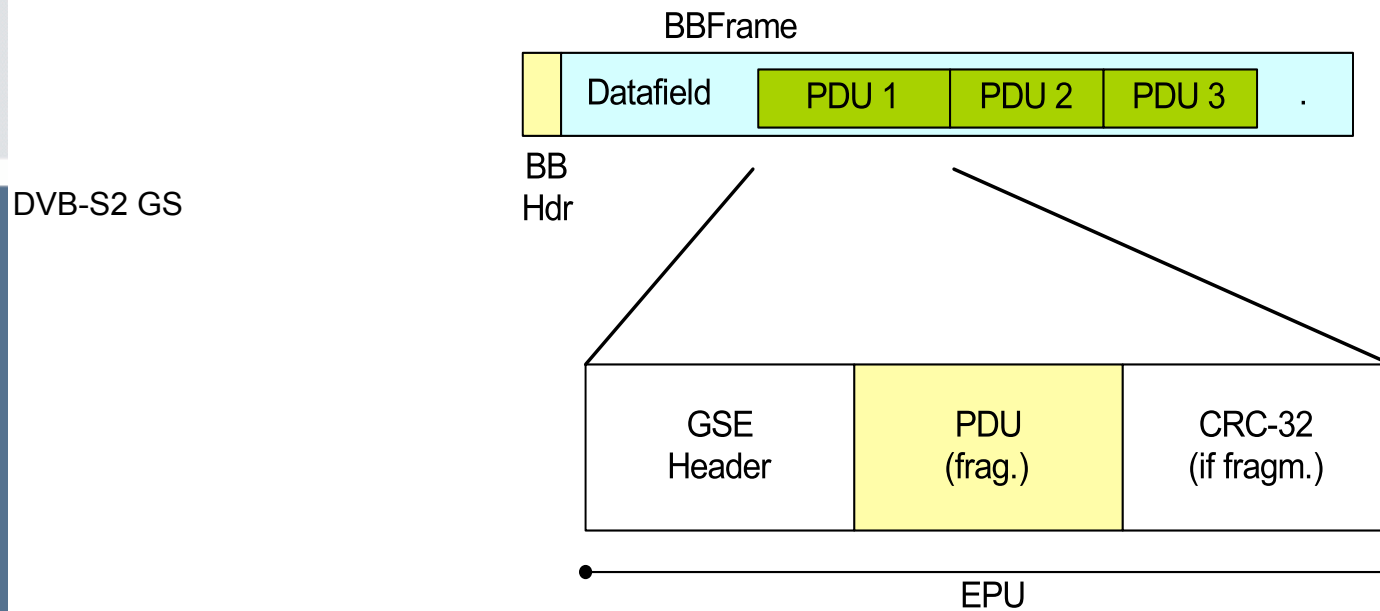 BBFrame
Datafield
PDU 1
PDU 2
PDU 3
.
BB
Hdr
DVB-S2 GS
GSE
Header
PDU
(frag.)
CRC-32
(if fragm.)
EPU